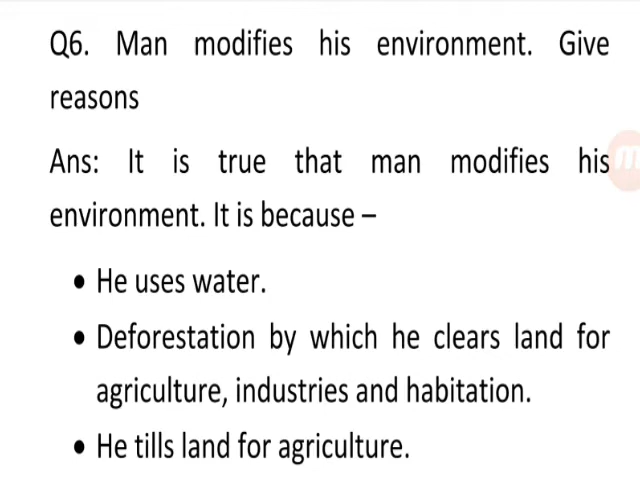 Q6. Man modifies his environment. Give
reasons
Ans: It is true that man modifies his
environment. It is because –
• He uses water.
• Deforestation by which he clears land for
agriculture, industries and habitation.
• He tills land for agriculture.